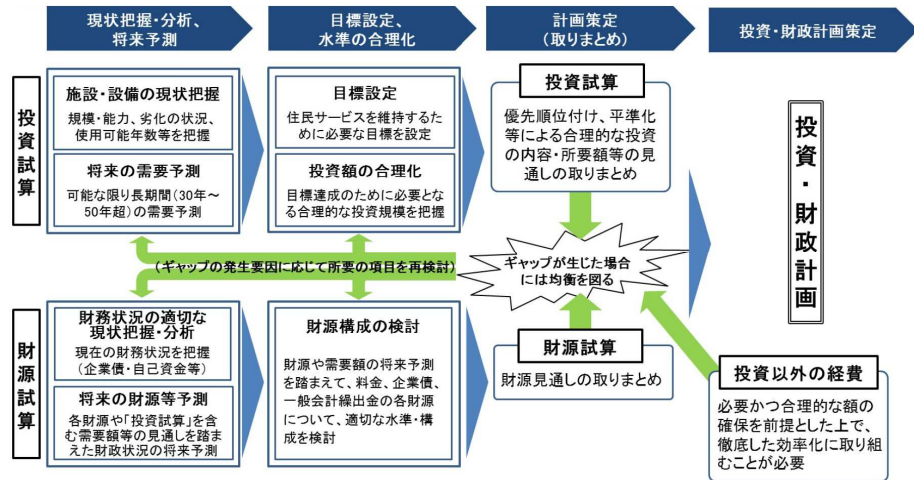 現状把握・分析、
将来予測
目標設定、
水準の合理化
計画策定
(取りまとめ)
投資・財政計画策定
投資試算
施設・設備の現状把握
規模・能力、劣化の状況、
使用可能年数等を把握
将来の需要予測
可能な限り長期間(30年～
50年超)の需要予測
目標設定
住民サービスを維持する
ために必要な目標を設定
投資額の合理化
目標達成のために必要とな
る合理的な投資規模を把握
投資試算
優先順位付け、平準化
等による合理的な投資
の内容・所要額等の見
通しの取りまとめ
投資・財政計画
(ギャップの発生要因に応じて所要の項目を再検討)
ギャップが生じた場合
には均衡を図る
財源試算
財務状況の適切な
現状把握・分析
現在の財務状況を把握
(企業債・自己資金等)
将来の財源等予測
各財源や「投資試算」を含
む需要額等の見通しを踏ま
えた財政状況の将来予測
財源構成の検討
財源や需要額の将来予測
を踏まえて、料金、企業債、
一般会計繰出金の各財源
について、適切な水準・構
成を検討
財源試算
財源見通しの取りまとめ
投資以外の経費
必要かつ合理的な額の
確保を前提とした上で、
徹底した効率化に取り組
むことが必要